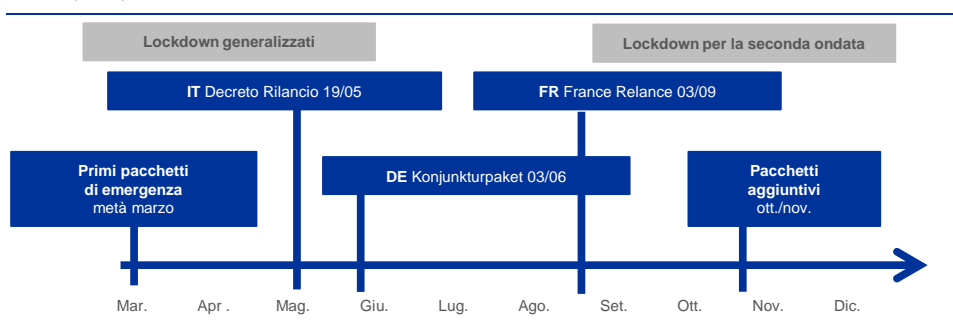 Lockdown generalizzati
Lockdown per la seconda ondata
IT Decreto Rilancio 19/05
FR France Relance 03/09
Primi pacchetti
di emergenza
metà marzo
DE Konjunkturpaket 03/06
Pacchetti
aggiuntivi
ott./nov.
Mar. Apr . Mag. Giu. Lug. Ago. Set. Ott. Nov. Dic.